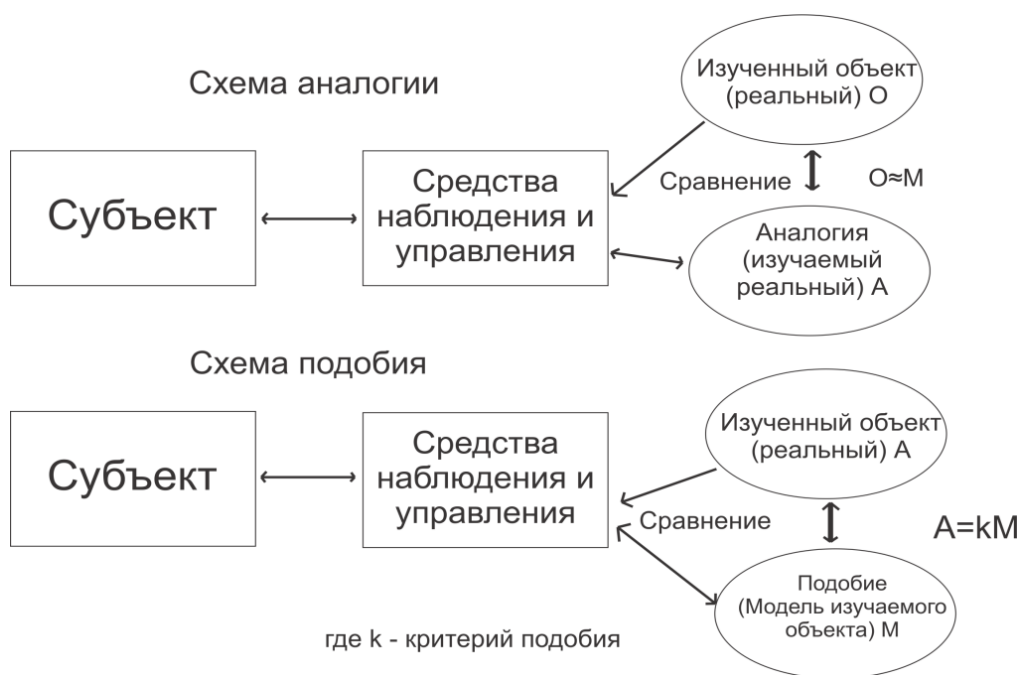 Схема аналогии
Изученный объект
(реальный) О
Субъект
Средства
наблюдения и
управления
Сравнение
О≈М
Аналогия
(изучаемый
реальный) А
Схема подобия
Изученный объект
(реальный) А
Субъект
Средства
наблюдения и
управления
Сравнение
А=kМ
Подобие
(Модель изучаемого
объекта) М
где k - критерий подобия